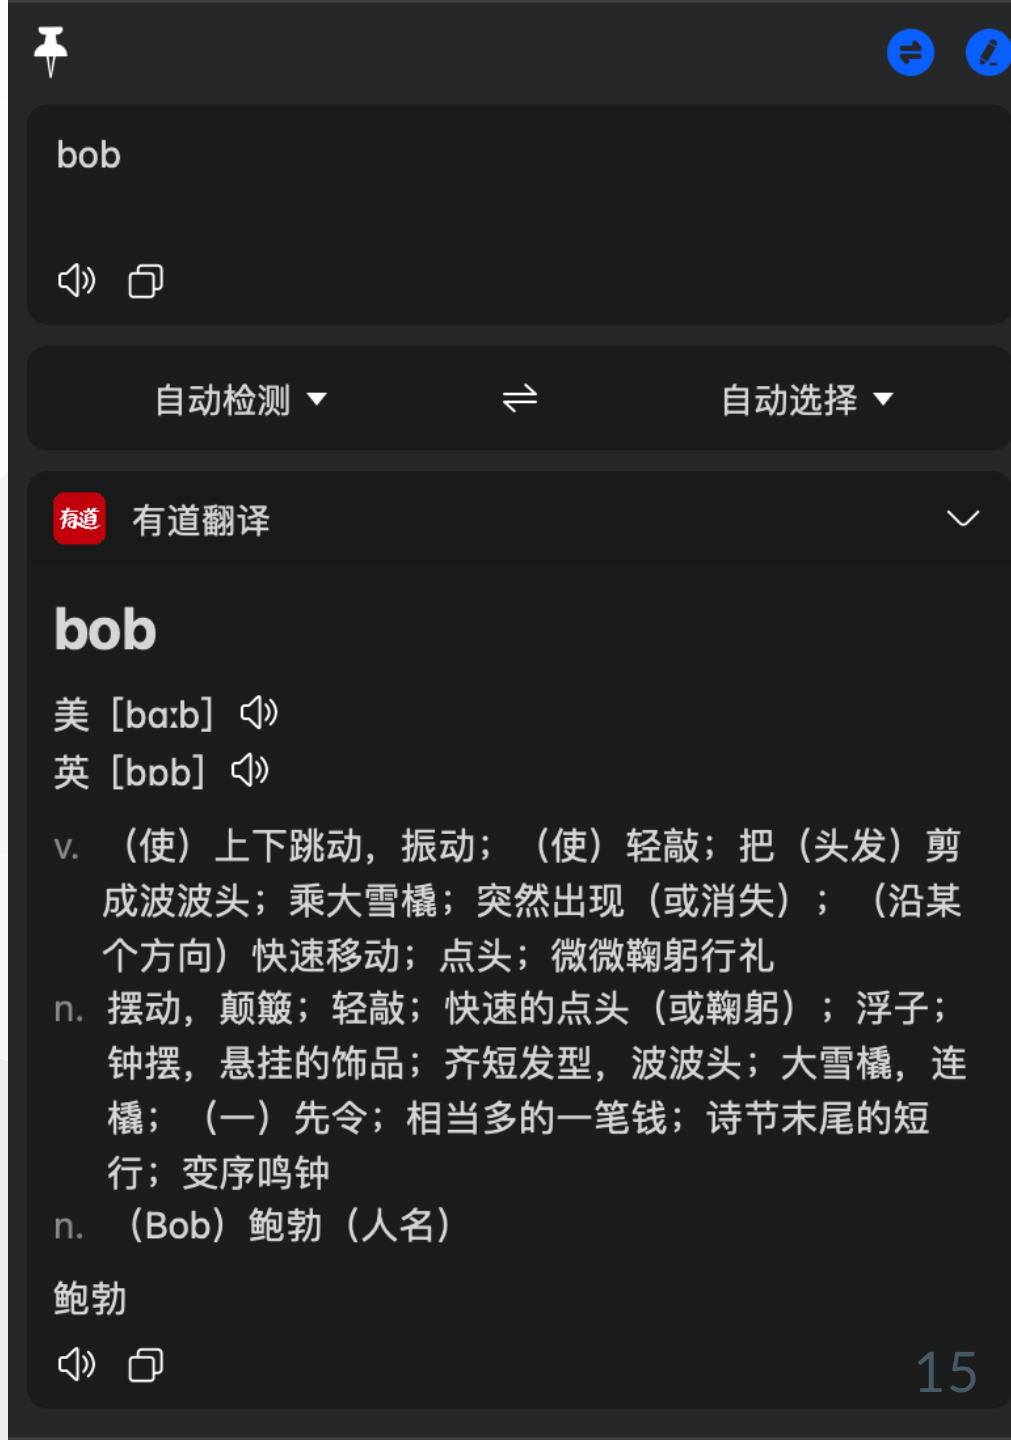 bob
自动检测
自动选择
有道 有道翻译
bob
美 [bɑːb]
英 [bɒb]
v. （使）上下跳动，振动；（使）轻敲；把（头发）剪
成波波头；乘大雪橇；突然出现（或消失）；（沿某
个方向）快速移动；点头；微微鞠躬行礼
n. 摆动，颠簸；轻敲；快速的点头（或鞠躬）；浮子；
钟摆，悬挂的饰品；齐短发型，波波头；大雪橇，连
橇；（一）先令；相当多的一笔钱；诗节末尾的短
行；变序鸣钟
n. （Bob）鲍勃（人名）
鲍勃
15